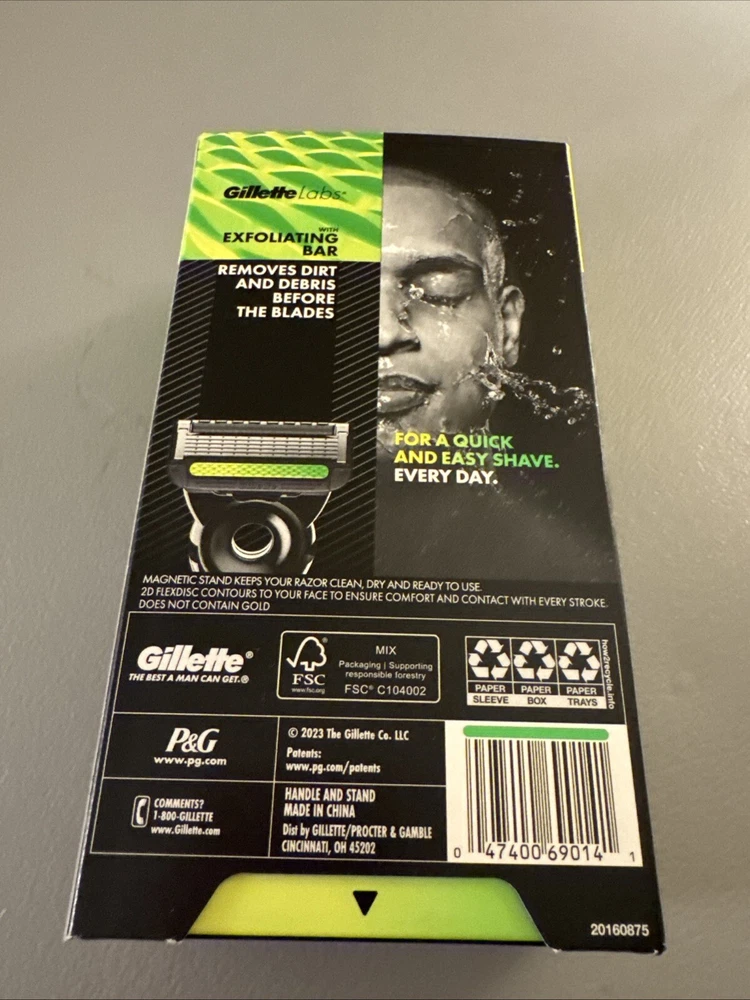 Gillette Labs®
WITH
EXFOLIATING
BAR
REMOVES DIRT
AND DEBRIS
BEFORE
THE BLADES
FOR A QUICK
AND EASY SHAVE.
EVERY DAY.
MAGNETIC STAND KEEPS YOUR RAZOR CLEAN, DRY AND READY TO USE.
2D FLEXDISC CONTOURS TO YOUR FACE TO ENSURE COMFORT AND CONTACT WITH EVERY STROKE.
DOES NOT CONTAIN GOLD
Gillette®
THE BEST A MAN CAN GET.®
FSC
www.fsc.org
MIX
Packaging | Supporting
responsible forestry
FSC® C104002
PAPER PAPER PAPER
SLEEVE BOX TRAYS
how2recycle.info
P&G
www.pg.com
© 2023 The Gillette Co. LLC
Patents:
www.pg.com/patents
COMMENTS?
1-800-GILLETTE
www.Gillette.com
HANDLE AND STAND
MADE IN CHINA
Dist by GILLETTE/PROCTER & GAMBLE
CINCINNATI, OH 45202
0 47400 69014 1
20160875